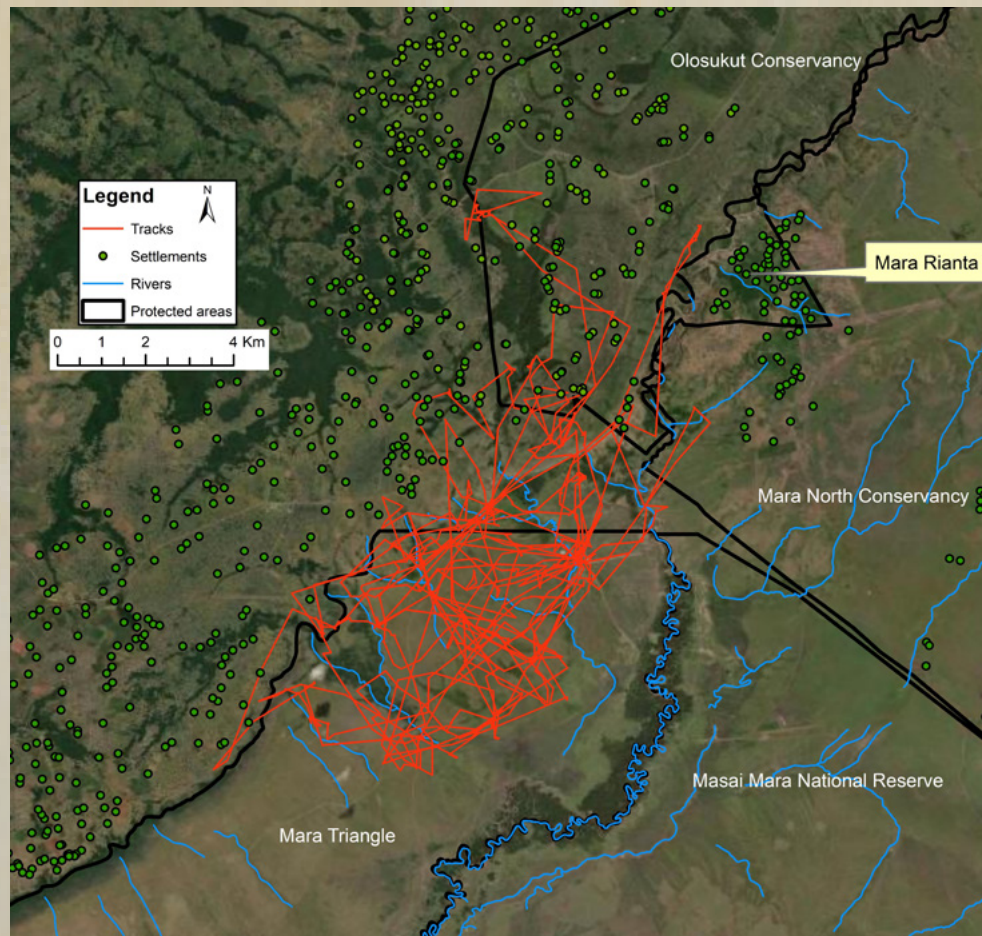 Olosukut Conservancy
Legend
N
Tracks
Settlements
Rivers
Protected areas
0 1 2 4 Km
Mara Rianta
Mara North Conservancy
Masai Mara National Reserve
Mara Triangle